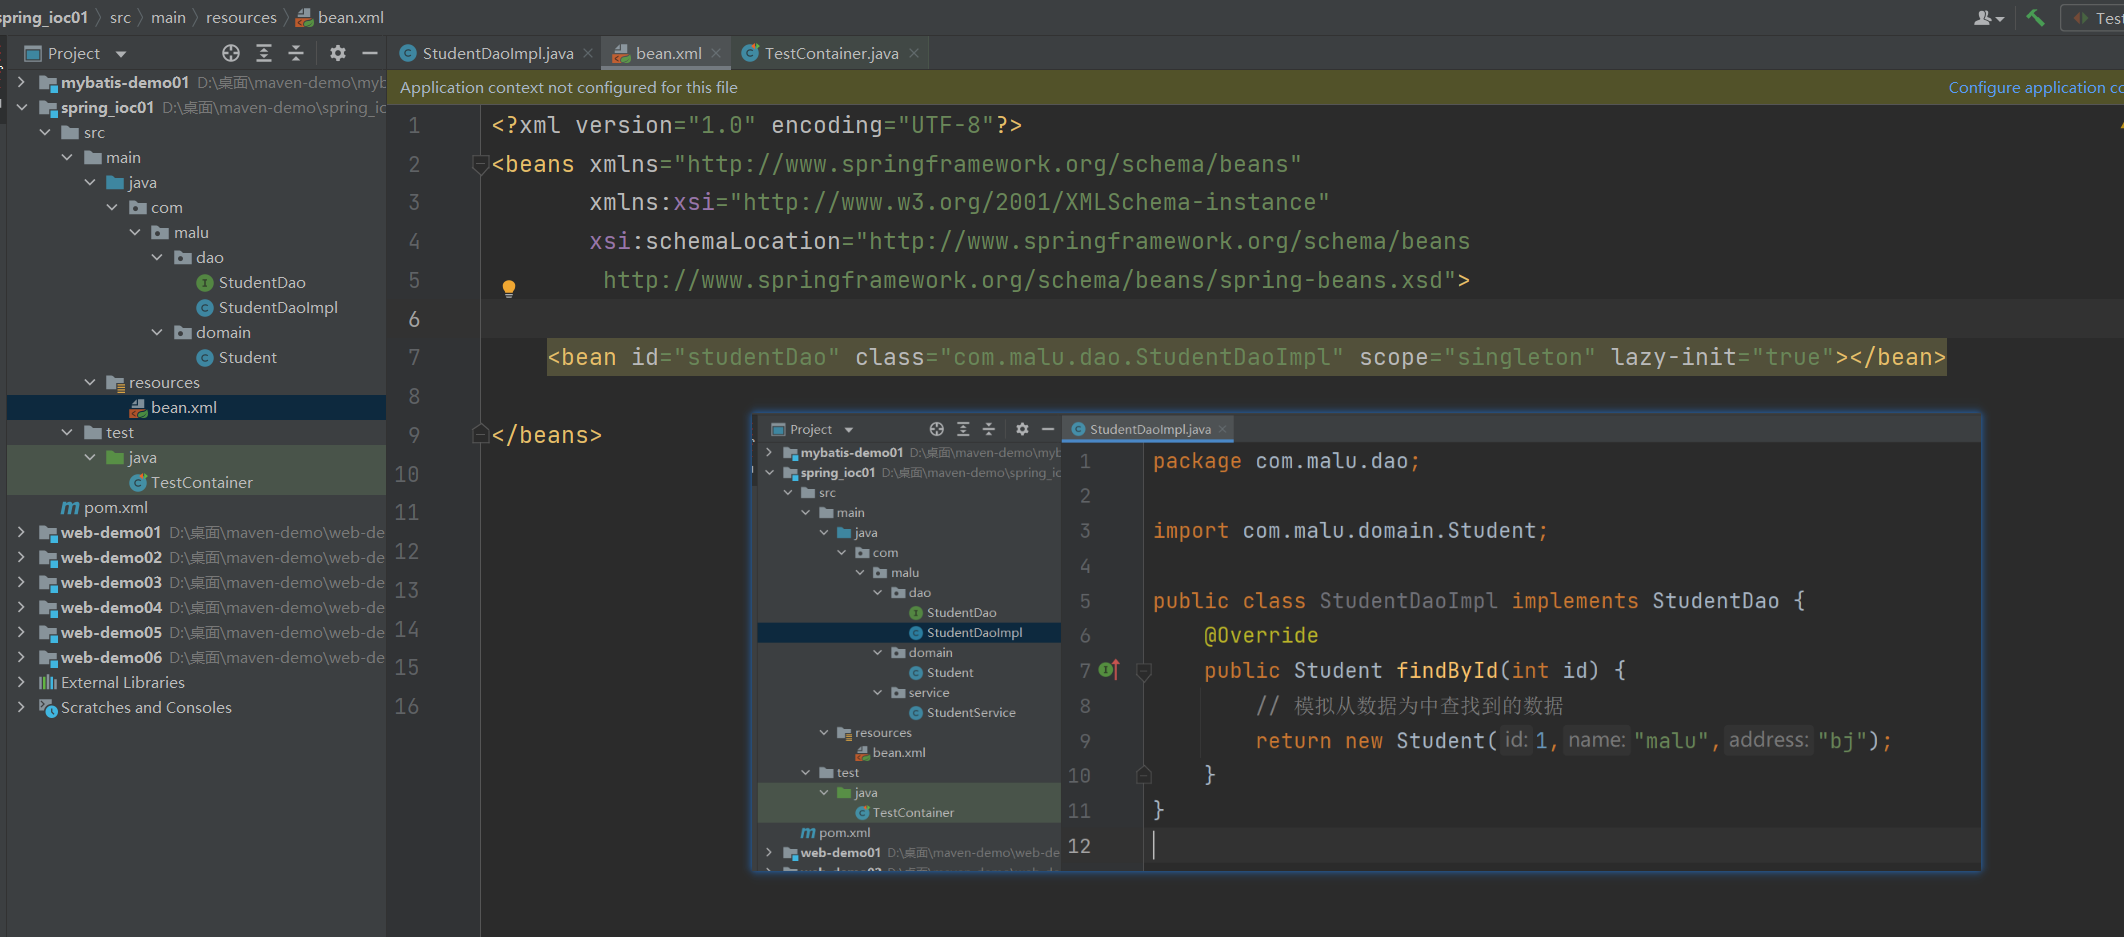 spring_ioc01 src main resources bean.xml
Project
StudentDaoImpl.java bean.xml TestContainer.java
Application context not configured for this file
Configure application
mybatis-demo01 D:\桌面\maven-demo\myb
spring_ioc01 D:\桌面\maven-demo\spring_ic
src
main
java
com
malu
dao
StudentDao
StudentDaoImpl
domain
Student
resources
bean.xml
test
java
TestContainer
pom.xml
web-demo01 D:\桌面\maven-demo\web-de
web-demo02 D:\桌面\maven-demo\web-de
web-demo03 D:\桌面\maven-demo\web-de
web-demo04 D:\桌面\maven-demo\web-de
web-demo05 D:\桌面\maven-demo\web-de
web-demo06 D:\桌面\maven-demo\web-de
External Libraries
Scratches and Consoles
1 <?xml version="1.0" encoding="UTF-8"?>
2 <beans xmlns="http://www.springframework.org/schema/beans"
3 xmlns:xsi="http://www.w3.org/2001/XMLSchema-instance"
4 xsi:schemaLocation="http://www.springframework.org/schema/beans
5 http://www.springframework.org/schema/beans/spring-beans.xsd">
6
7 <bean id="studentDao" class="com.malu.dao.StudentDaoImpl" scope="singleton" lazy-init="true"></bean>
8
9 </beans>
10
11
12
13
14
15
16
Project
StudentDaoImpl.java
mybatis-demo01 D:\桌面\maven-demo\myb
spring_ioc01 D:\桌面\maven-demo\spring_ic
src
main
java
com
malu
dao
StudentDao
StudentDaoImpl
domain
Student
service
StudentService
resources
bean.xml
test
java
TestContainer
pom.xml
web-demo01 D:\桌面\maven-demo\web-de
1 package com.malu.dao;
2
3 import com.malu.domain.Student;
4
5 public class StudentDaoImpl implements StudentDao {
6 @Override
7 public Student findById(int id) {
8 // 模拟从数据为中查找到的数据
9 return new Student( id: 1, name: "malu", address: "bj");
10 }
11 }
12